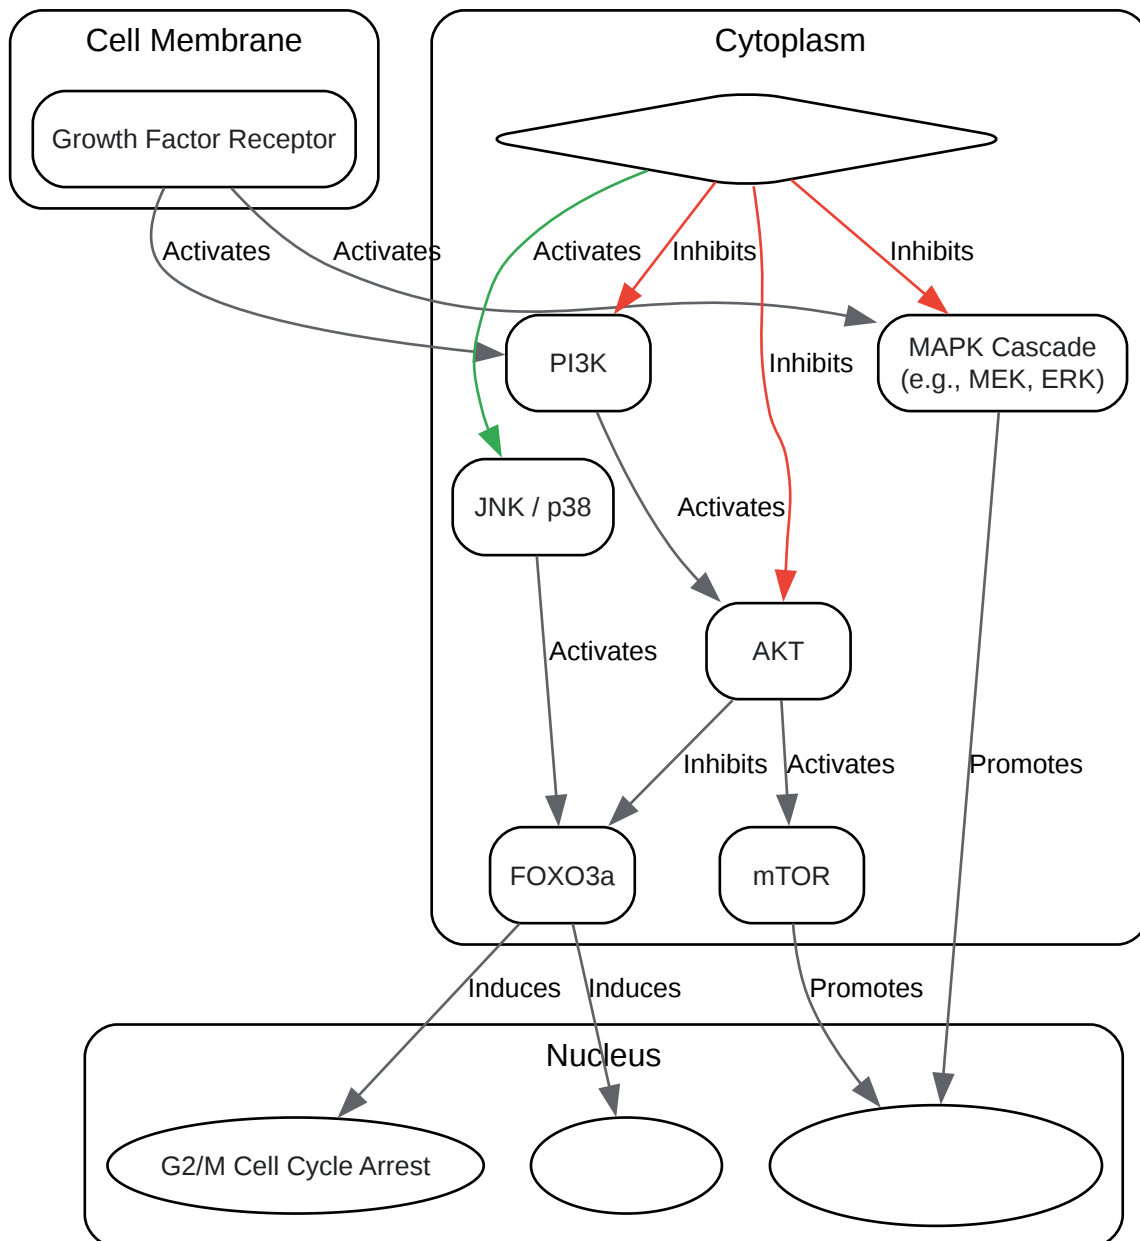 Cell Membrane
Cytoplasm
Growth Factor Receptor
Activates
Activates
Activates
Inhibits
Inhibits
PI3K
Inhibits
MAPK Cascade
(e.g., MEK, ERK)
JNK / p38
Activates
Activates
AKT
Inhibits
Activates
Promotes
FOXO3a
mTOR
Induces
Induces
Promotes
Nucleus
G2/M Cell Cycle Arrest